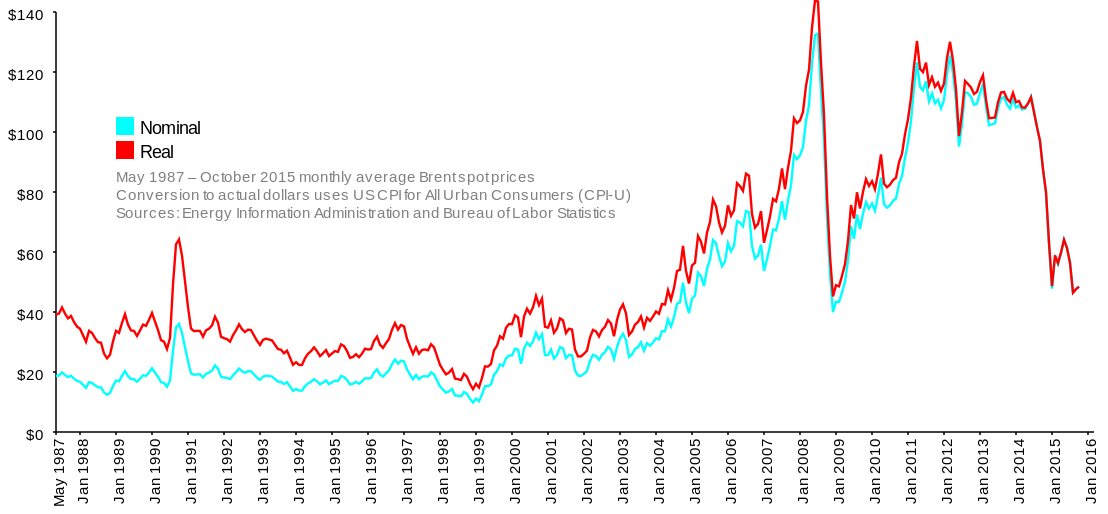 $140
$120
$100
$80
$60
$40
$20
$0
Nominal
Real
May 1987 – October 2015 monthly average Brent spot prices
Conversion to actual dollars uses US CPI for All Urban Consumers (CPI-U)
Sources: Energy Information Administration and Bureau of Labor Statistics
May 1987
Jan 1988
Jan 1989
Jan 1990
Jan 1991
Jan 1992
Jan 1993
Jan 1994
Jan 1995
Jan 1996
Jan 1997
Jan 1998
Jan 1999
Jan 2000
Jan 2001
Jan 2002
Jan 2003
Jan 2004
Jan 2005
Jan 2006
Jan 2007
Jan 2008
Jan 2009
Jan 2010
Jan 2011
Jan 2012
Jan 2013
Jan 2014
Jan 2015
Jan 2016